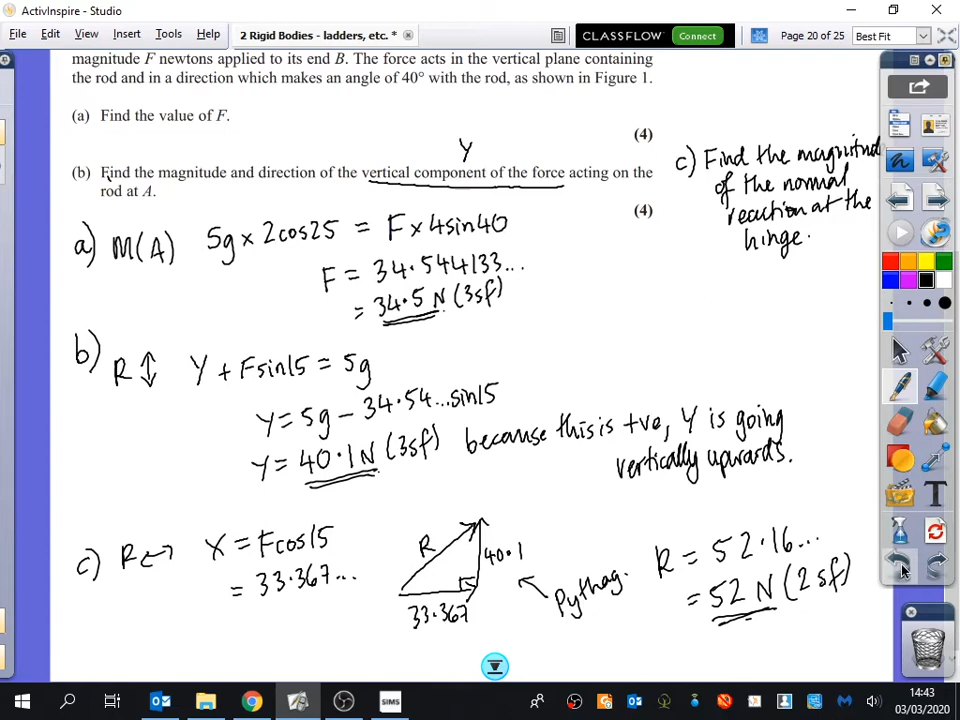 ActivInspire - Studio
File Edit View Insert Tools Help
2 Rigid Bodies - ladders, etc. *
CLASSFLOW Connect
Page 20 of 25
Best Fit
magnitude F newtons applied to its end B. The force acts in the vertical plane containing
the rod and in a direction which makes an angle of 40° with the rod, as shown in Figure 1.
(a) Find the value of F.
(4)
Y
(b) Find the magnitude and direction of the vertical component of the force acting on the
rod at A.
(4)
c) Find the magnitud
of the normal
reaction at the
hinge.
a) M(A) 5g x 2cos25 = F x 4sin40
F = 34.544133...
= 34.5 N (3sf)
b) R ↕ Y + Fsin15 = 5g
Y = 5g - 34.54...sin15
Y = 40.1 N (3sf) because this is +ve, Y is going
vertically upwards.
c) R ↔ X = Fcos15
= 33.367...
R
40.1
33.367
Pythag.
R = 52.16...
= 52 N (2sf)
SIMS
14:43
03/03/2020